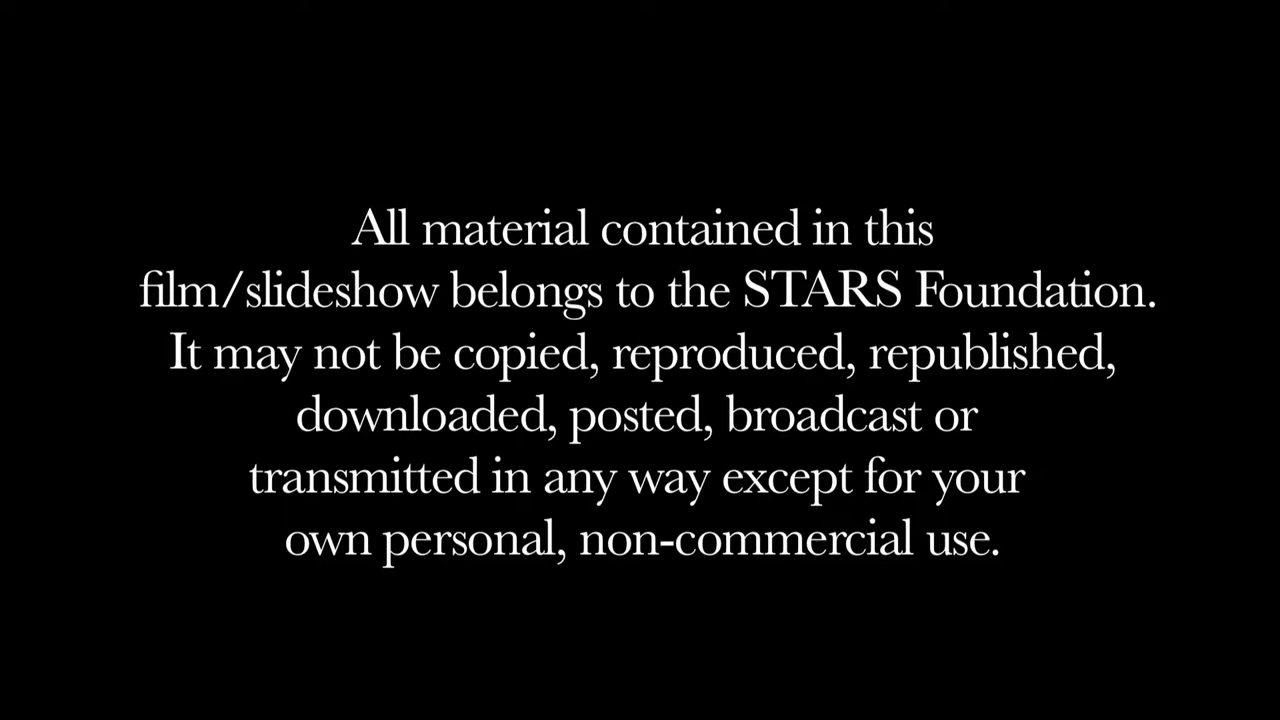 All material contained in this
film/slideshow belongs to the STARS Foundation.
It may not be copied, reproduced, republished,
downloaded, posted, broadcast or
transmitted in any way except for your
own personal, non-commercial use.